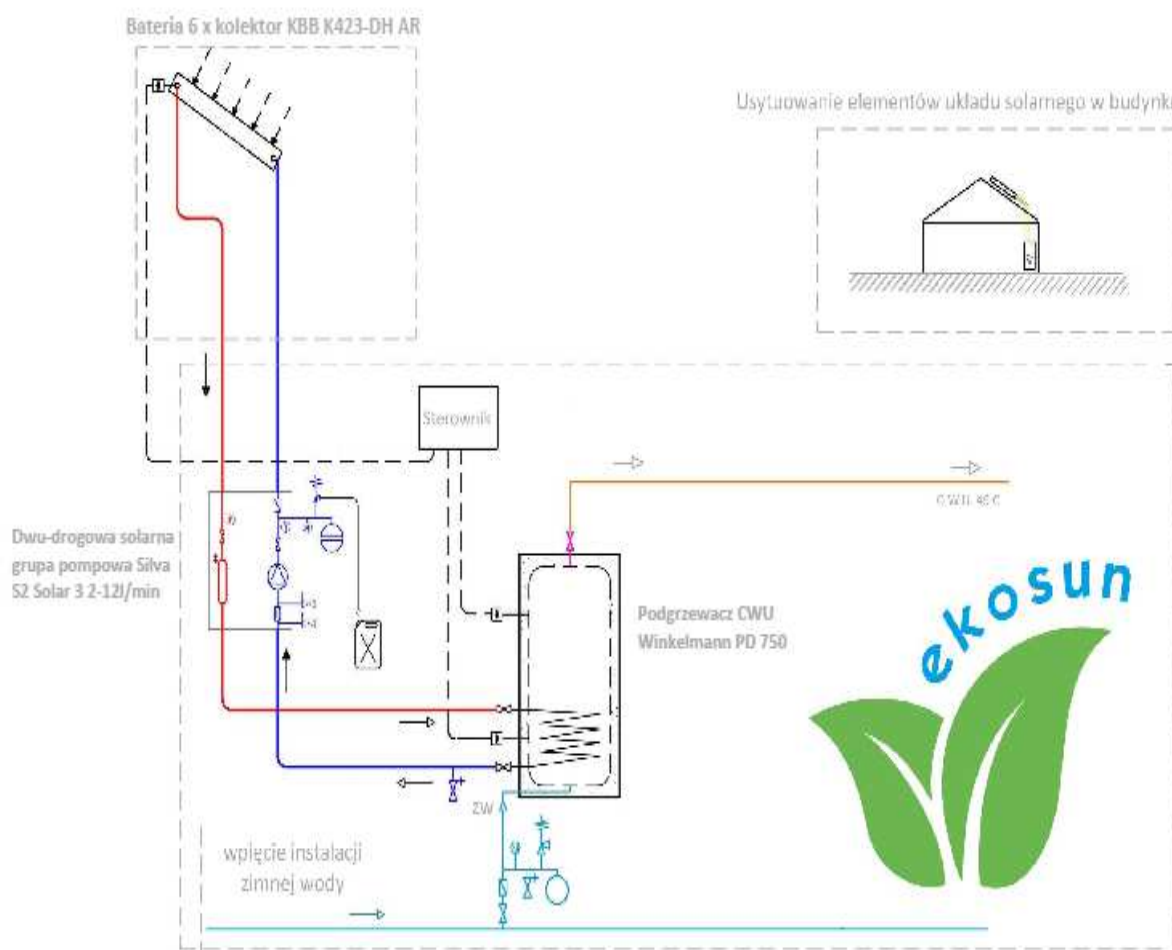 Bateria 6 x kolektor KBB K423-DH AR
Usytuowanie elementów układu solarnego w budynku
Sterownik
Dwu-drogowa solarna
grupa pompowa Silva
S2 Solar 3 2-12l/min
Podgrzewacz CWU
Winkelmann PD 750
ekosun
ZW
wpięcie instalacji
zimnej wody